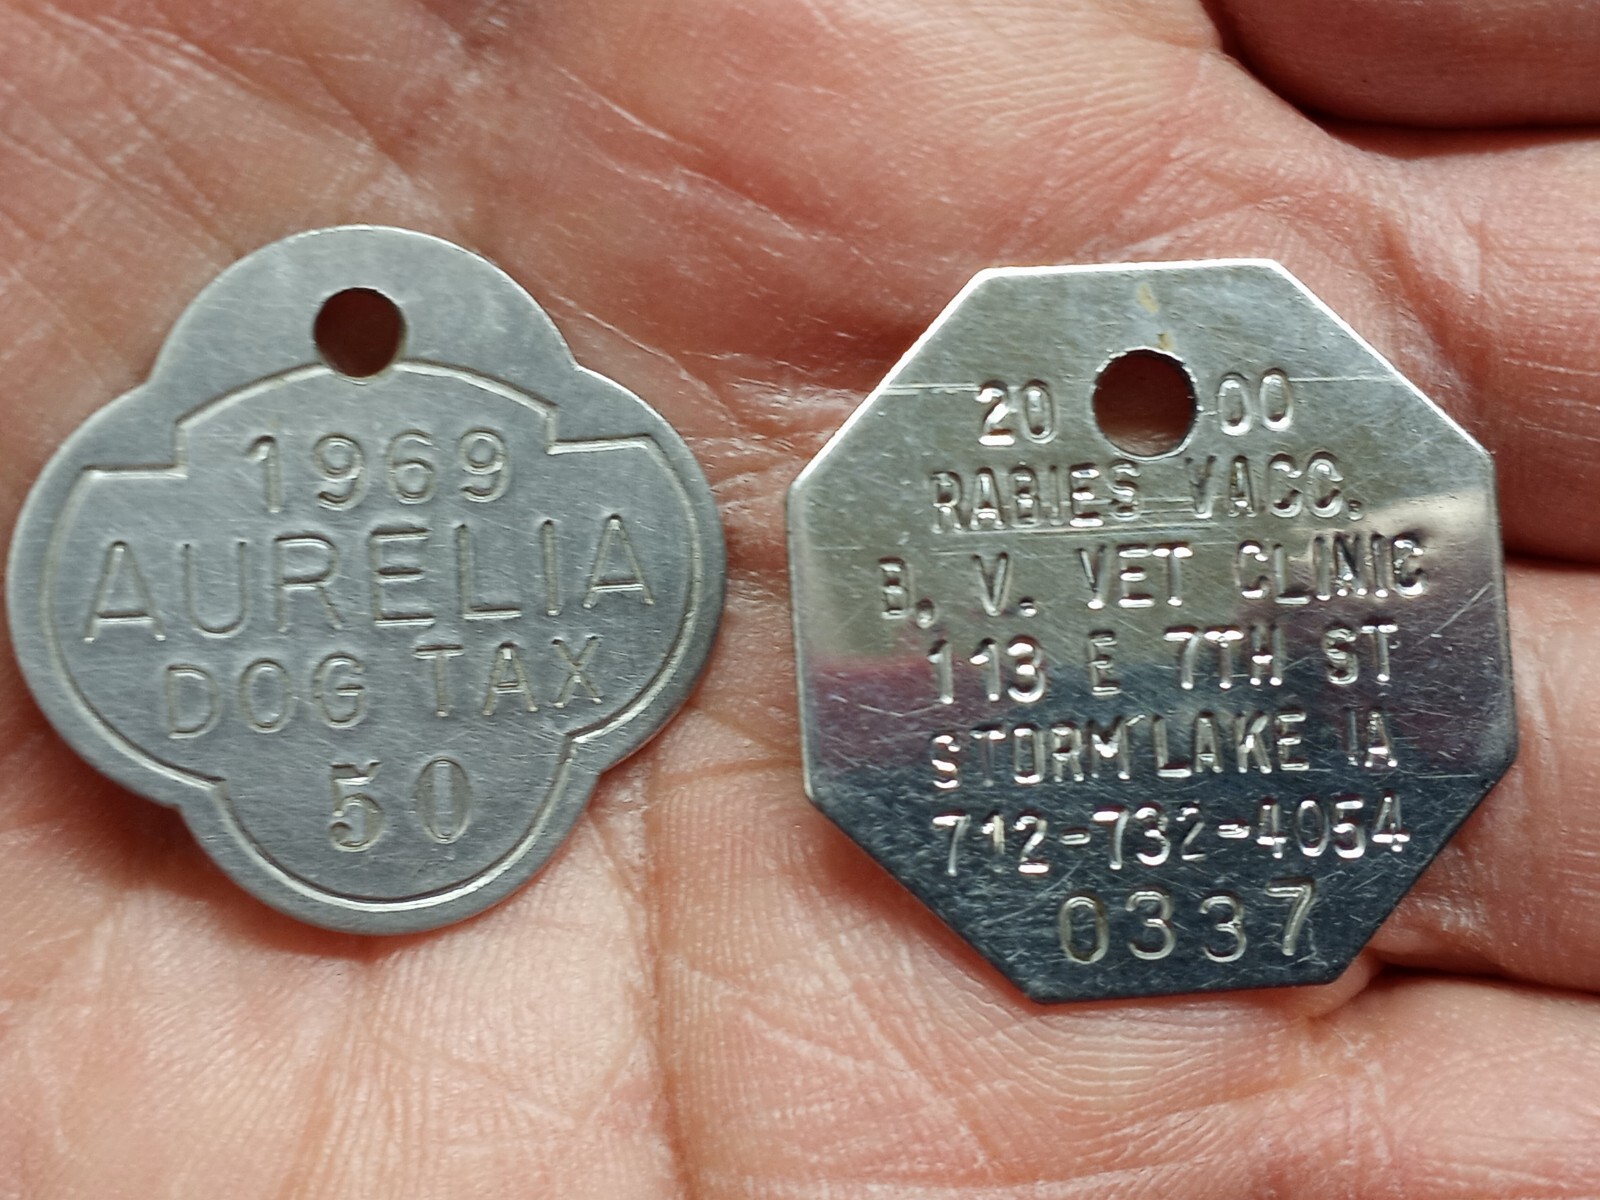 1969
AURELIA
DOG TAX
50
20 00
RABIES VACC.
B. V. VET CLINIC
113 E 7TH ST
STORM LAKE IA
712-732-4054
0337